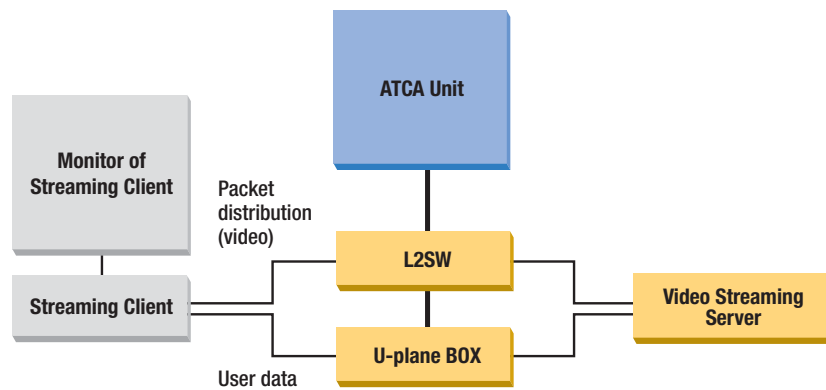 ATCA Unit
Monitor of
Streaming Client
Packet
distribution
(video)
L2SW
Streaming Client
Video Streaming
Server
U-plane BOX
User data